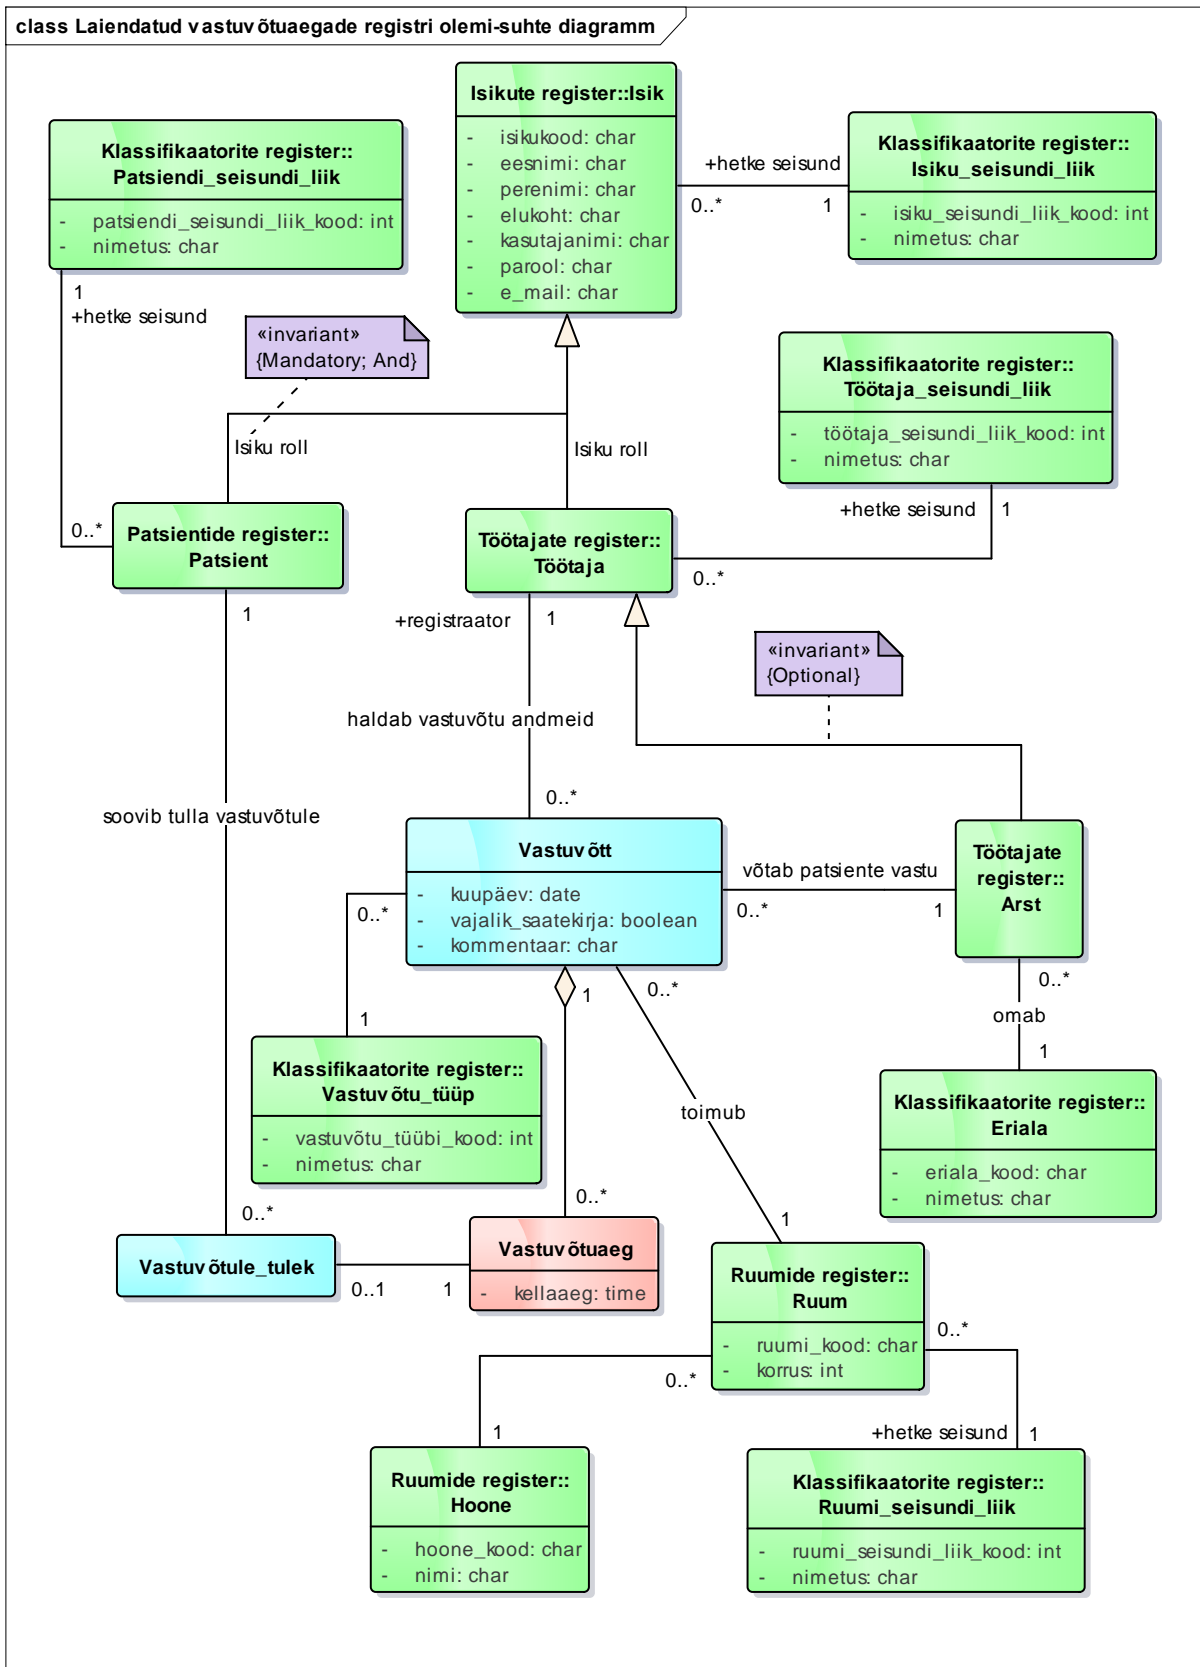 class Laiendatud vastuvõtuaegade registri olemi-suhte diagramm
Isikute register::Isik
- isikukood: char
- eesnimi: char
- perenimi: char
- elukoht: char
- kasutajanimi: char
- parool: char
- e_mail: char
Klassifikaatorite register::
Patsiendi_seisundi_liik
- patsiendi_seisundi_liik_kood: int
- nimetus: char
Klassifikaatorite register::
Isiku_seisundi_liik
- isiku_seisundi_liik_kood: int
- nimetus: char
+hetke seisund
0..*
1
1
+hetke seisund
«invariant»
{Mandatory; And}
Klassifikaatorite register::
Töötaja_seisundi_liik
- töötaja_seisundi_liik_kood: int
- nimetus: char
Isiku roll
Isiku roll
+hetke seisund
1
0..*
Patsientide register::
Patsient
Töötajate register::
Töötaja
0..*
1
+registraator
1
«invariant»
{Optional}
haldab vastuvõtu andmeid
0..*
soovib tulla vastuvõtule
Vastuvõtt
- kuupäev: date
- vajalik_saatekirja: boolean
- kommentaar: char
võtab patsiente vastu
0..*
1
Töötajate
register::
Arst
0..*
1
0..*
0..*
omab
1
1
Klassifikaatorite register::
Vastuvõtu_tüüp
- vastuvõtu_tüübi_kood: int
- nimetus: char
toimub
Klassifikaatorite register::
Eriala
- eriala_kood: char
- nimetus: char
0..*
0..*
1
Vastuvõtule_tulek
0..1
1
Vastuvõtuaeg
- kellaaeg: time
Ruumide register::
Ruum
- ruumi_kood: char
- korrus: int
0..*
0..*
1
+hetke seisund
1
Ruumide register::
Hoone
- hoone_kood: char
- nimi: char
Klassifikaatorite register::
Ruumi_seisundi_liik
- ruumi_seisundi_liik_kood: int
- nimetus: char